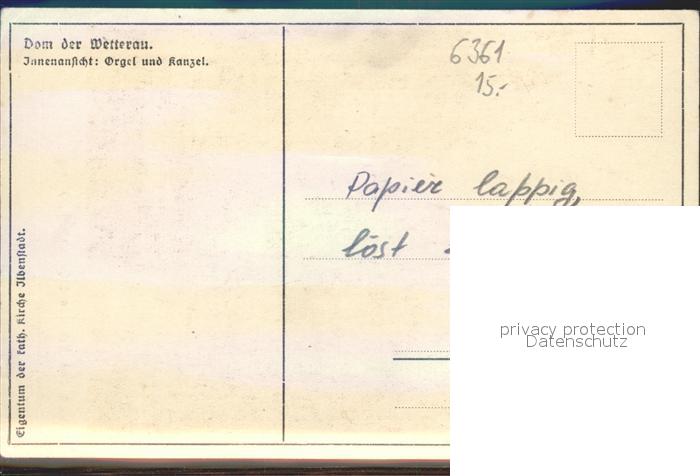 Dom der Wetterau.
Innenansicht: Orgel und Kanzel.
6361
15.-
Papier lappig,
löst
Eigentum der kath. Kirche Ilbenstadt.
privacy protection
Datenschutz